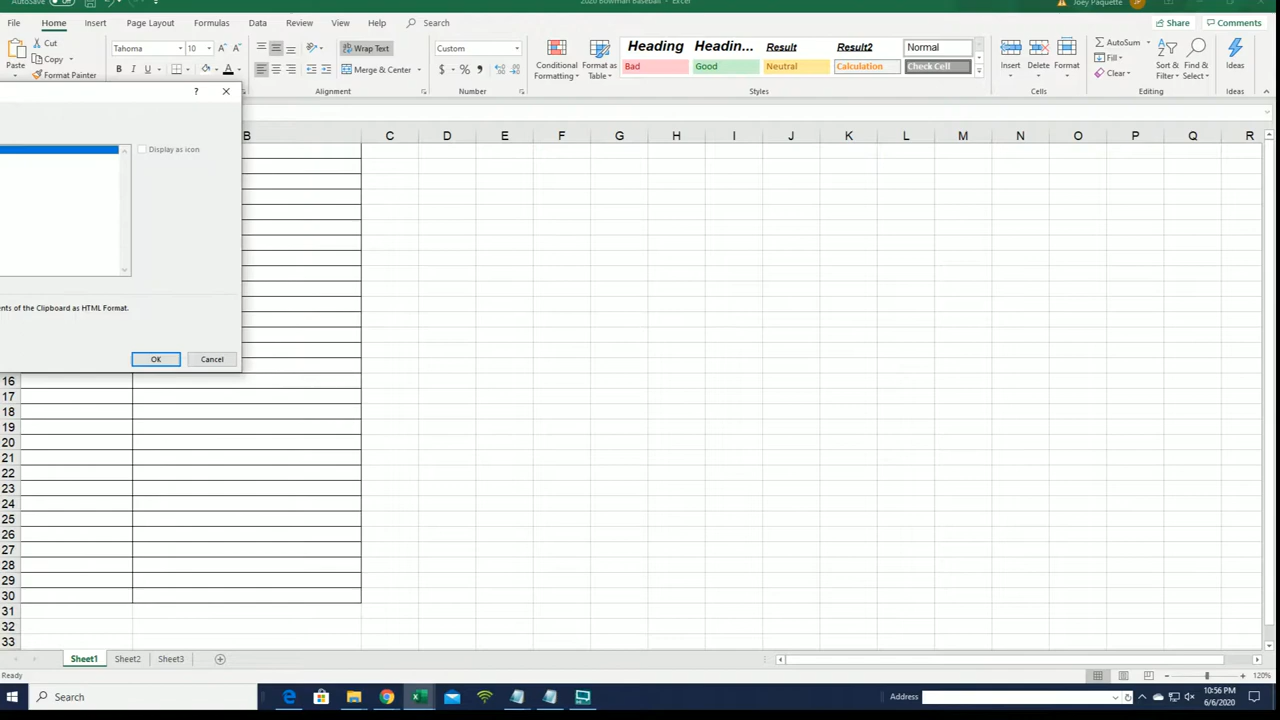 AutoSave Off 2020 Bowman Baseball - Excel Joey Paquette JP
File Home Insert Page Layout Formulas Data Review View Help Search Share Comments
Paste Cut Copy Format Painter
Tahoma 10 B I U A
Wrap Text Merge & Center Alignment
Custom $ % Number
Conditional Formatting Format as Table
Heading Headin... Result Result2 Normal
Bad Good Neutral Calculation Check Cell
Styles
Insert Delete Format Cells
AutoSum Fill Clear Sort & Filter Find & Select Editing
Ideas Ideas
? ×
B C D E F G H I J K L M N O P Q R
Display as icon
nts of the Clipboard as HTML Format.
OK Cancel
16
17
18
19
20
21
22
23
24
25
26
27
28
29
30
31
32
33
Sheet1 Sheet2 Sheet3
Ready 120%
Search Address 10:56 PM
6/6/2020